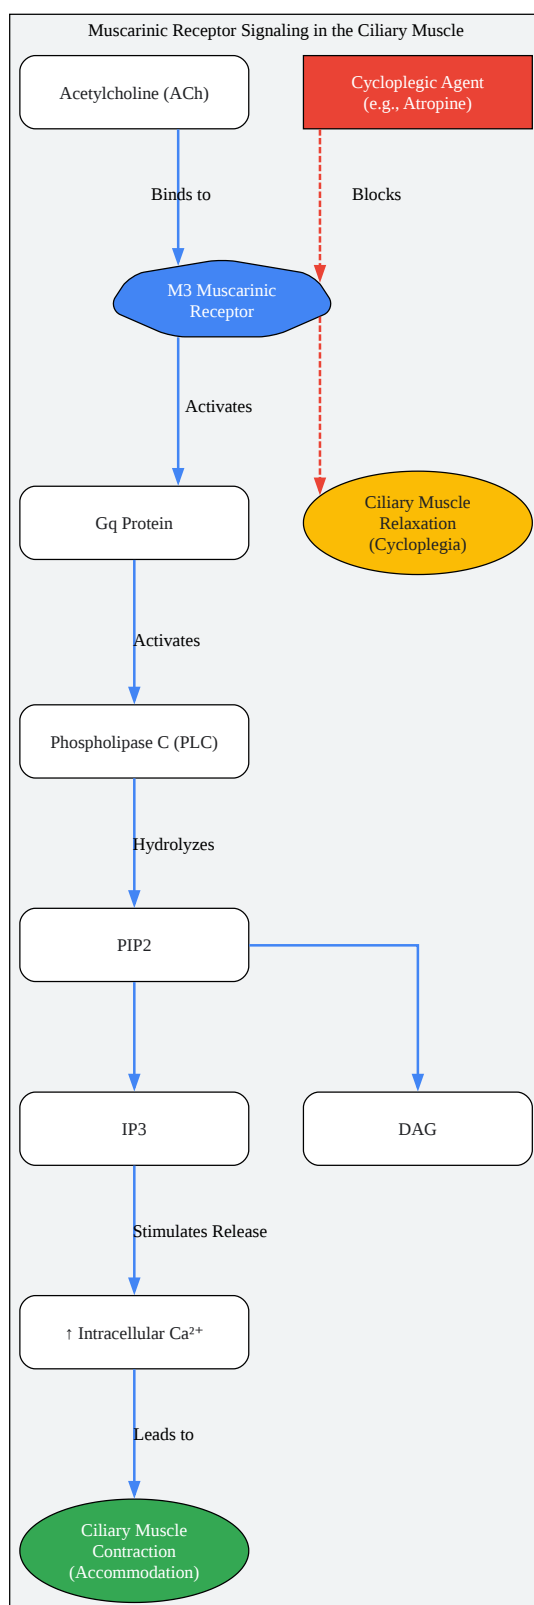 Muscarinic Receptor Signaling in the Ciliary Muscle
Acetylcholine (ACh)
Cycloplegic Agent
(e.g., Atropine)
Binds to
Blocks
M3 Muscarinic
Receptor
Activates
Gq Protein
Ciliary Muscle
Relaxation
(Cycloplegia)
Activates
Phospholipase C (PLC)
Hydrolyzes
PIP2
IP3
DAG
Stimulates Release
↑ Intracellular Ca²⁺
Leads to
Ciliary Muscle
Contraction
(Accommodation)